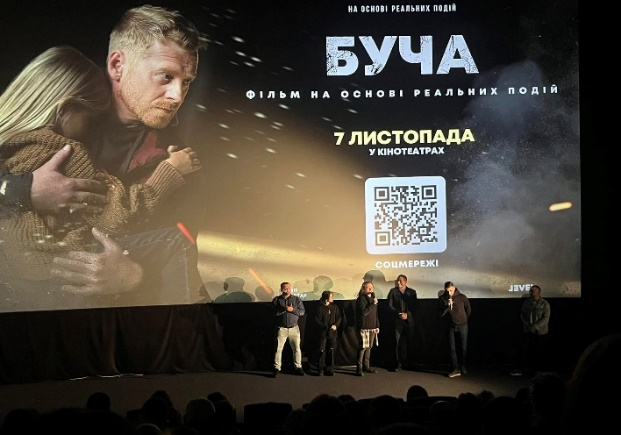 НА ОСНОВІ РЕАЛЬНИХ ПОДІЙ
БУЧА
ФІЛЬМ НА ОСНОВІ РЕАЛЬНИХ ПОДІЙ
7 ЛИСТОПАДА
У КІНОТЕАТРАХ
СОЦМЕРЕЖІ